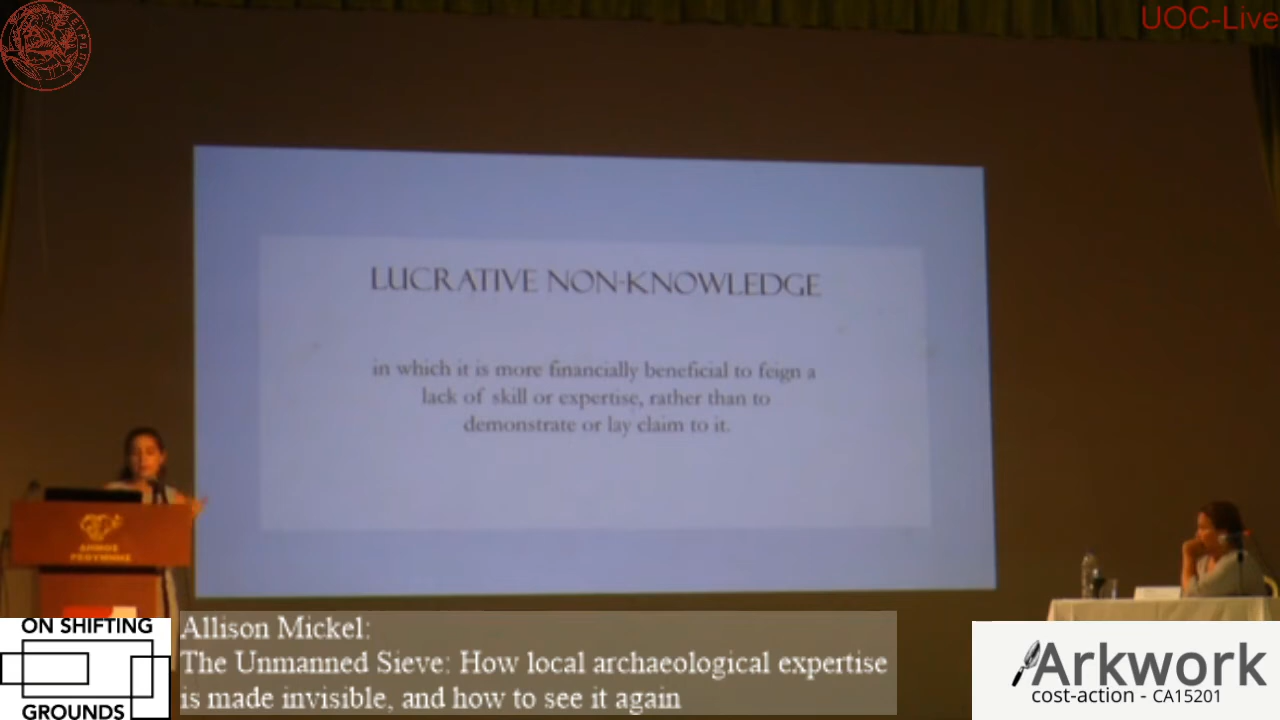 UOC-Live
LUCRATIVE NON-KNOWLEDGE
in which it is more financially beneficial to feign a
lack of skill or expertise, rather than to
demonstrate or lay claim to it.
ΔΗΜΟΣ
ΡΕΘΥΜΝΗΣ
ON SHIFTING
GROUNDS
Allison Mickel:
The Unmanned Sieve: How local archaeological expertise
is made invisible, and how to see it again
Arkwork
cost-action - CA15201